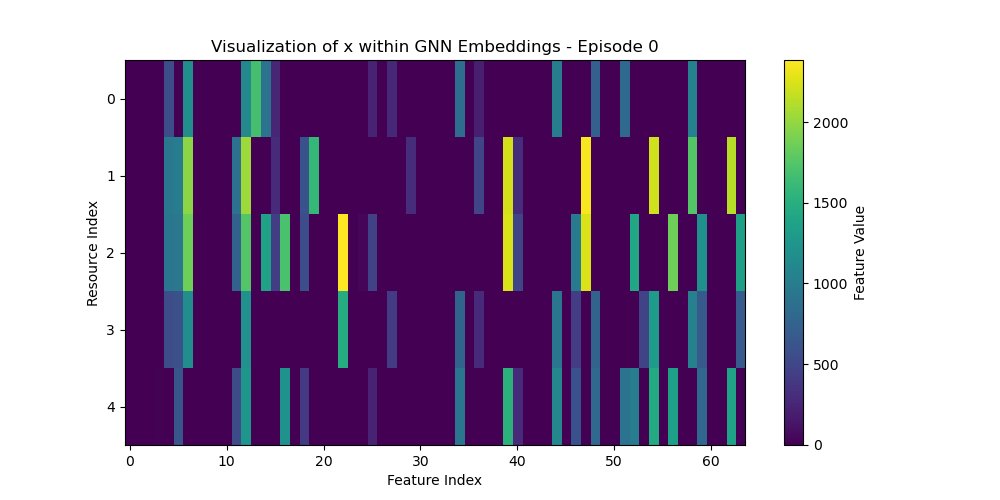 Visualization of x within GNN Embeddings - Episode 0
Resource Index
0
1
2
3
4
0 10 20 30 40 50 60
Feature Index
2000
1500
1000
500
0
Feature Value